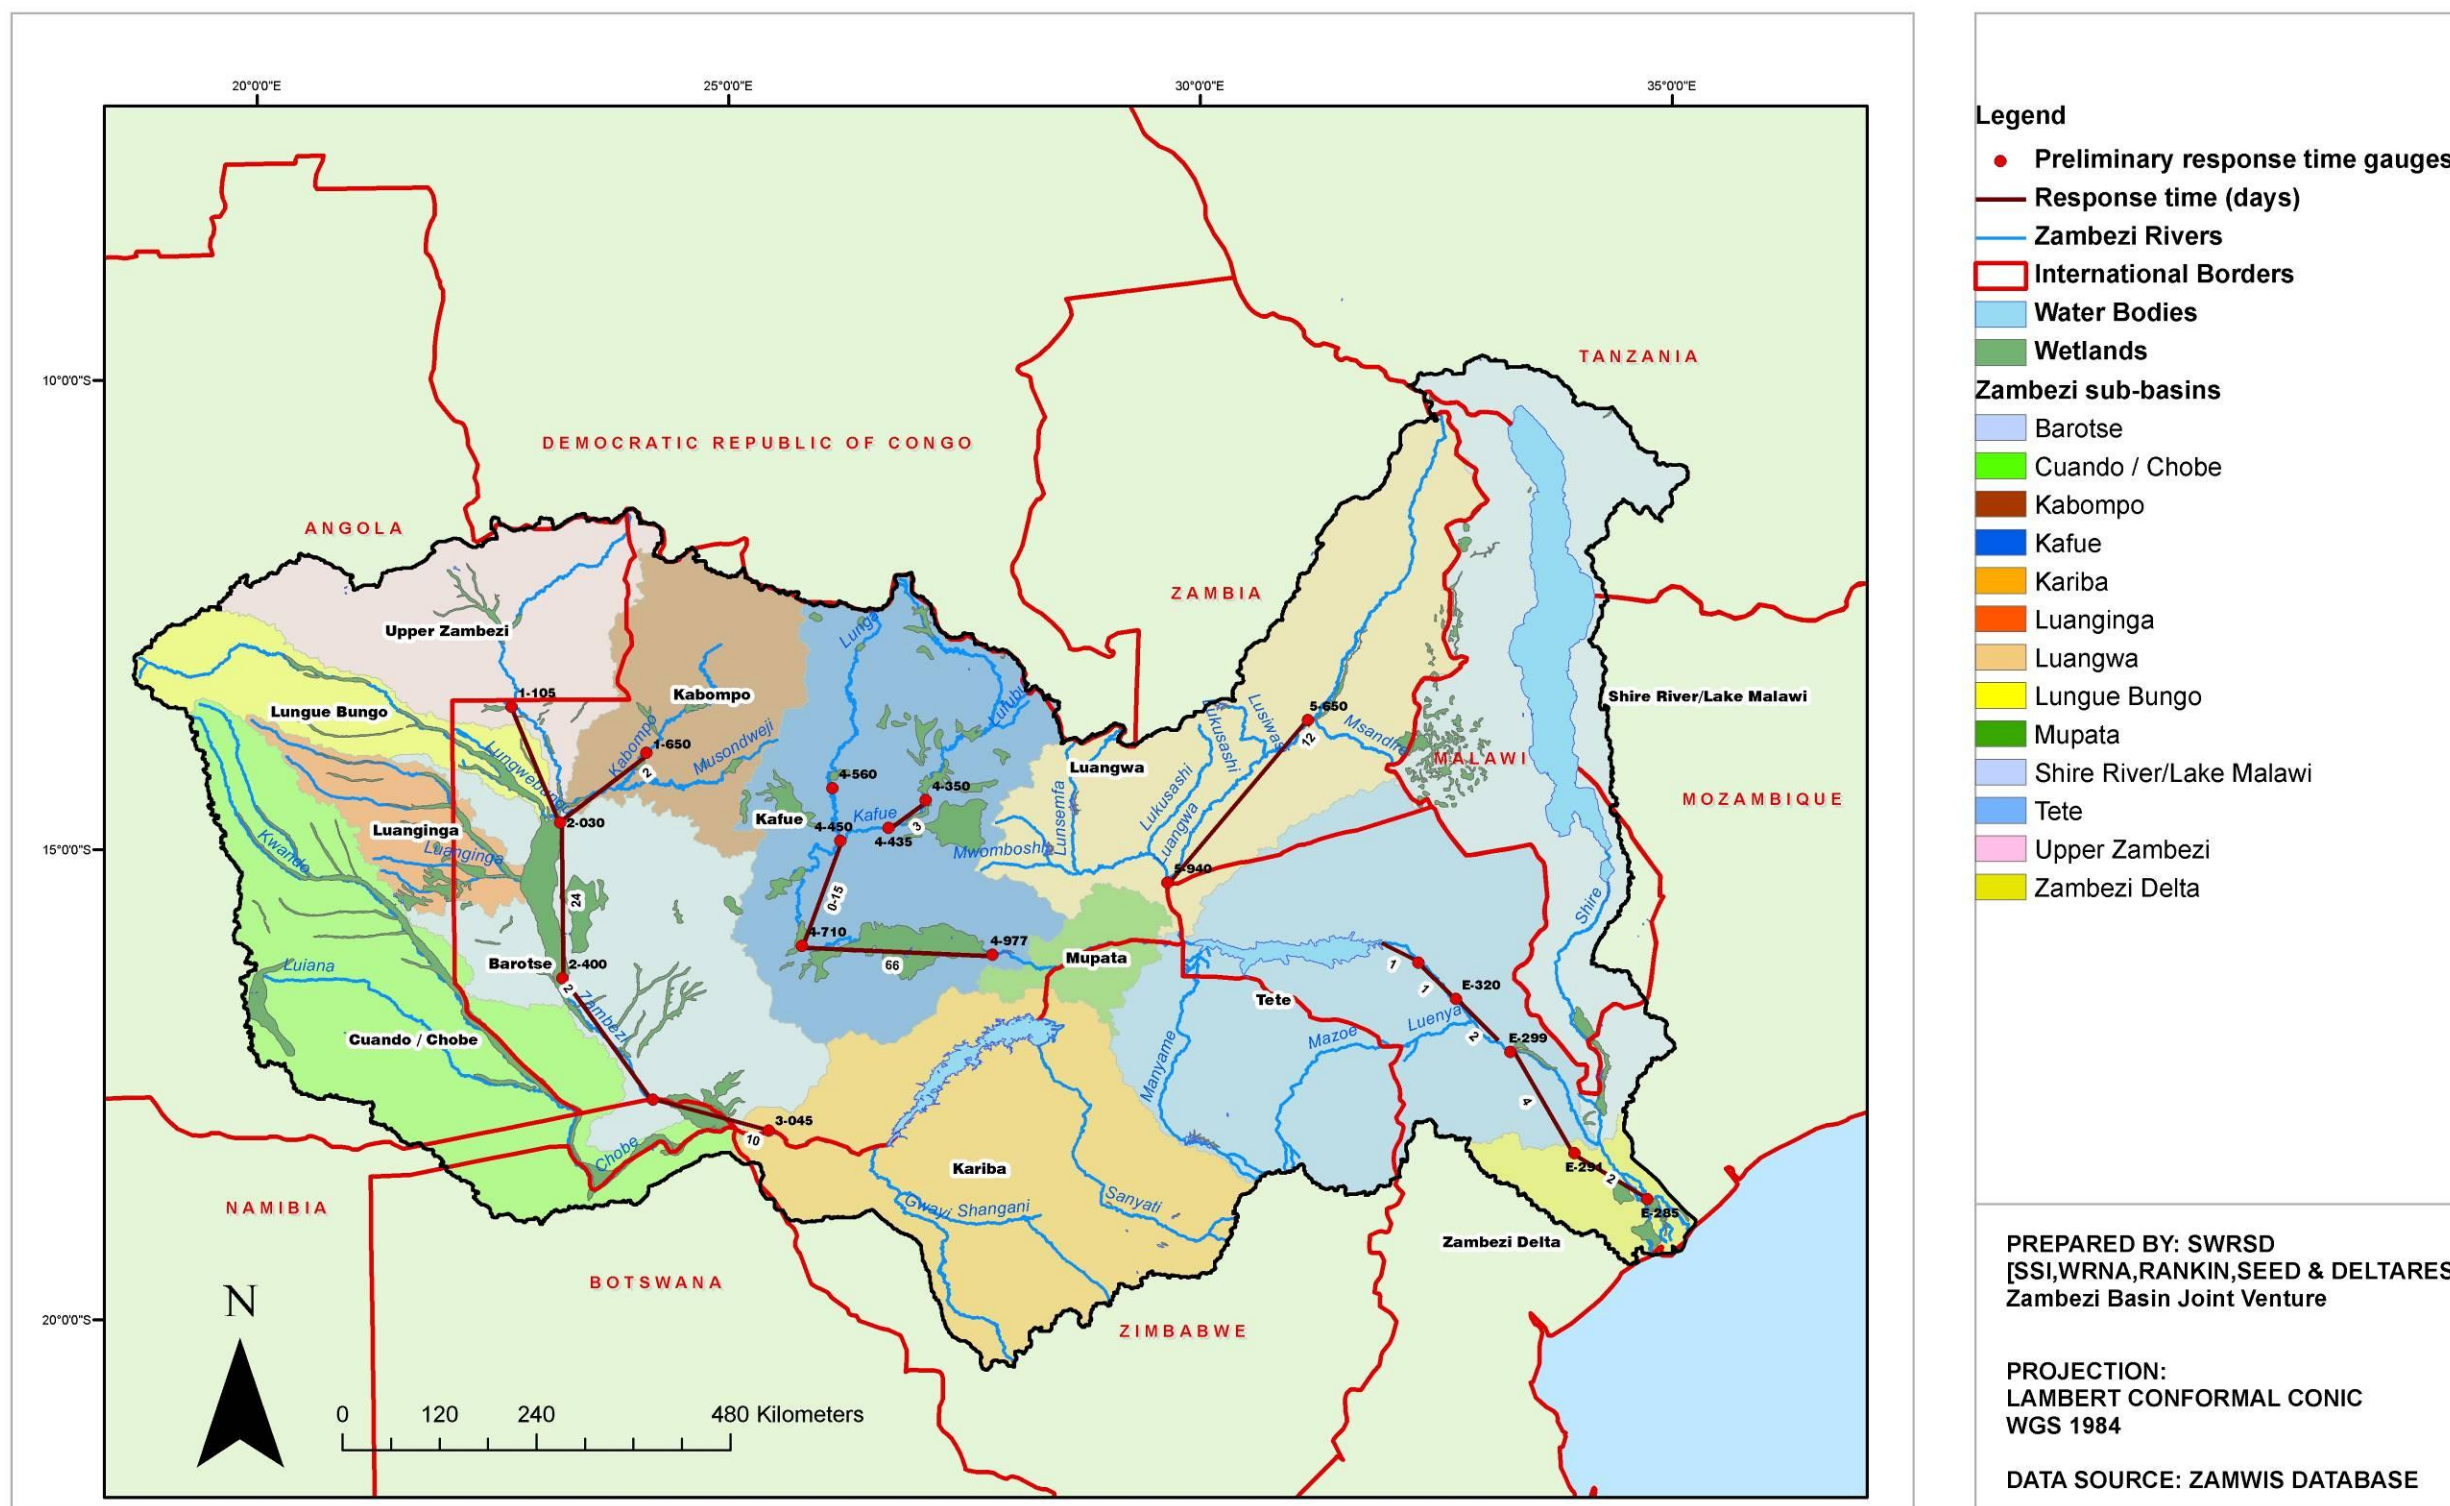 20°0'0"E
25°0'0"E
30°0'0"E
35°0'0"E
10°0'0"S
15°0'0"S
20°0'0"S
TANZANIA
DEMOCRATIC REPUBLIC OF CONGO
ANGOLA
ZAMBIA
MALAWI
MOZAMBIQUE
NAMIBIA
BOTSWANA
ZIMBABWE
Upper Zambezi
Kabompo
Lungue Bungo
Luanginga
Kafue
Luangwa
Shire River/Lake Malawi
Barotse
Mupata
Tete
Cuando / Chobe
Kariba
Zambezi Delta
Lunga
Lufubu
Kabompo
Musondweji
Lungwebungu
Kwando
Luanginga
Kafue
Lukusashi
Lusiwasi
Msandire
Lukusashi
Luangwa
Lunsemfa
Mwomboshi
Shire
Luiana
Zambezi
Chobe
Manyame
Mazoe
Luenya
Gwayi Shangani
Sanyati
1-105
1-650
2
2-030
24
2-400
2
10
3-045
4-560
4-350
3
4-450
4-435
0-15
4-710
66
4-977
5-650
12
5-940
1
1
E-320
2
E-299
4
E-291
2
E-285
N
0 120 240 480 Kilometers
Legend
Preliminary response time gauges
Response time (days)
Zambezi Rivers
International Borders
Water Bodies
Wetlands
Zambezi sub-basins
Barotse
Cuando / Chobe
Kabompo
Kafue
Kariba
Luanginga
Luangwa
Lungue Bungo
Mupata
Shire River/Lake Malawi
Tete
Upper Zambezi
Zambezi Delta
PREPARED BY: SWRSD
[SSI,WRNA,RANKIN,SEED & DELTARES
Zambezi Basin Joint Venture
PROJECTION:
LAMBERT CONFORMAL CONIC
WGS 1984
DATA SOURCE: ZAMWIS DATABASE